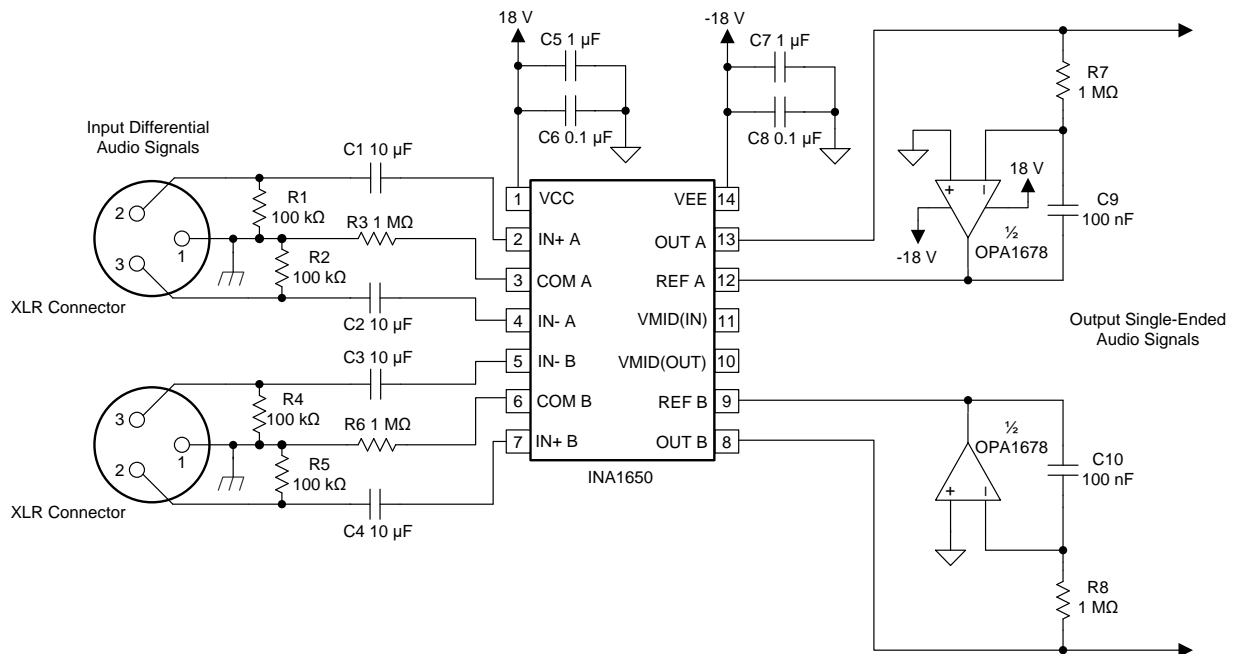 18 V
C5 1 µF
C6 0.1 µF
-18 V
C7 1 µF
C8 0.1 µF
R7
1 MΩ
Input Differential
Audio Signals
C1 10 µF
R1
100 kΩ
R3 1 MΩ
R2
100 kΩ
C2 10 µF
2
1
3
XLR Connector
C3 10 µF
R4
100 kΩ
R6 1 MΩ
R5
100 kΩ
C4 10 µF
3
1
2
XLR Connector
1 VCC
2 IN+ A
3 COM A
4 IN- A
5 IN- B
6 COM B
7 IN+ B
VEE 14
OUT A 13
REF A 12
VMID(IN) 11
VMID(OUT) 10
REF B 9
OUT B 8
INA1650
+
–
18 V
-18 V
½
OPA1678
C9
100 nF
Output Single-Ended
Audio Signals
½
OPA1678
+
–
C10
100 nF
R8
1 MΩ